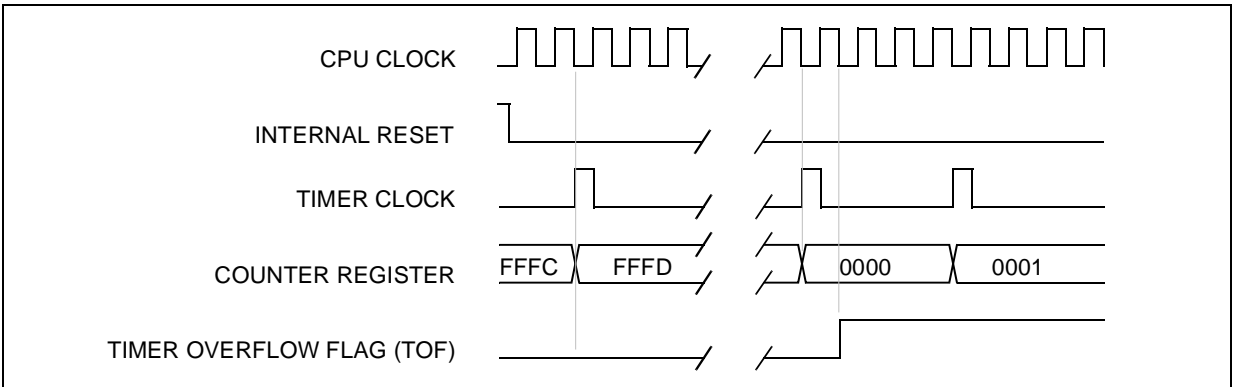 CPU CLOCK
INTERNAL RESET
TIMER CLOCK
COUNTER REGISTER FFFC FFFD 0000 0001
TIMER OVERFLOW FLAG (TOF)